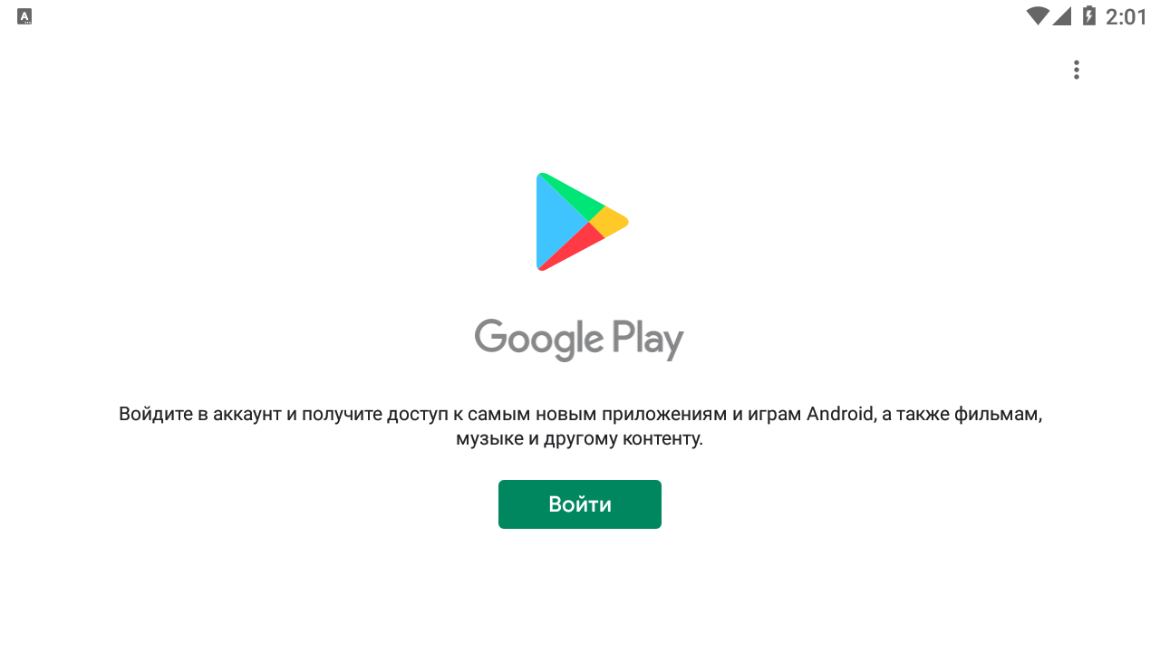 A
2:01
Google Play
Войдите в аккаунт и получите доступ к самым новым приложениям и играм Android, а также фильмам,
музыке и другому контенту.
Войти